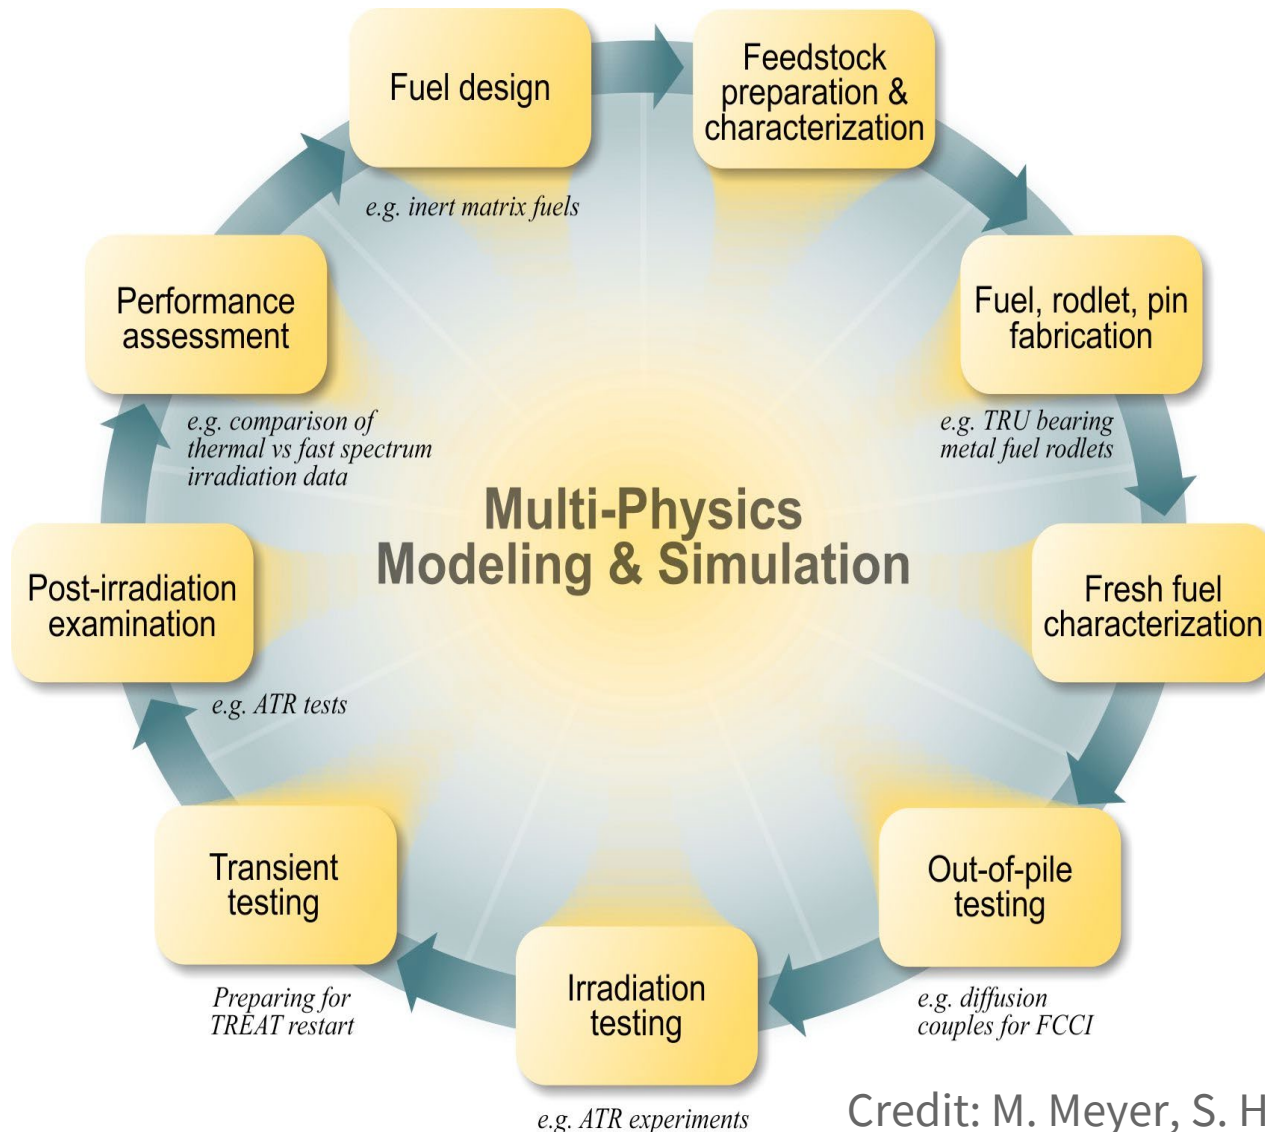 Fuel design
e.g. inert matrix fuels
Feedstock
preparation &
characterization
Fuel, rodlet, pin
fabrication
e.g. TRU bearing
metal fuel rodlets
Fresh fuel
characterization
Out-of-pile
testing
e.g. diffusion
couples for FCCI
Irradiation
testing
e.g. ATR experiments
Transient
testing
Preparing for
TREAT restart
Post-irradiation
examination
e.g. ATR tests
Performance
assessment
e.g. comparison of
thermal vs fast spectrum
irradiation data
Multi-Physics
Modeling & Simulation
Credit: M. Meyer, S. H